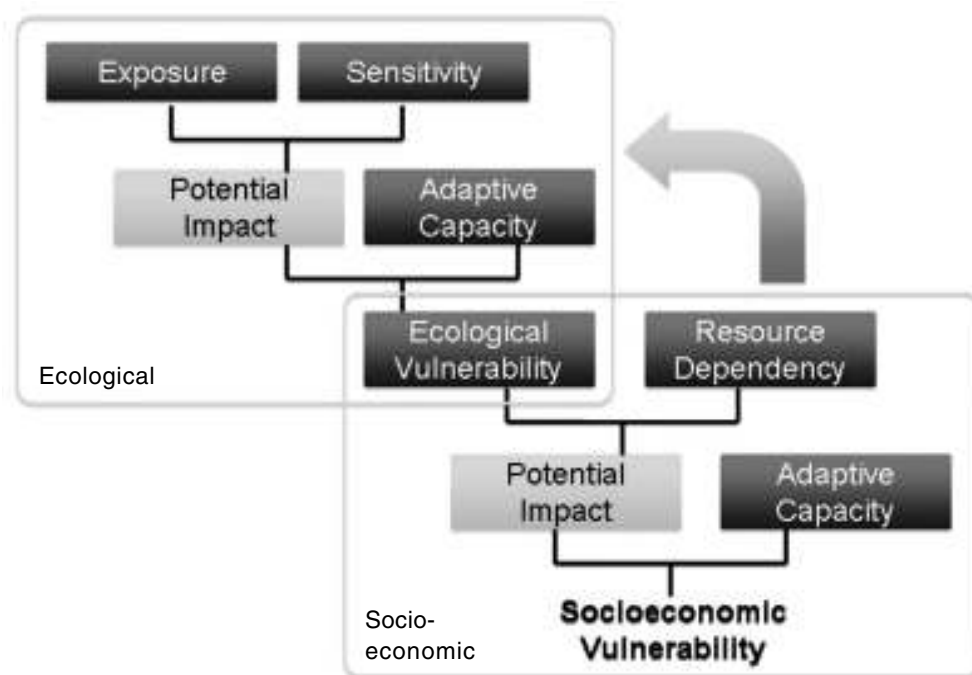 Exposure
Sensitivity
Potential
Impact
Adaptive
Capacity
Ecological
Vulnerability
Resource
Dependency
Ecological
Potential
Impact
Adaptive
Capacity
Socioeconomic
Vulnerability
Socio-
economic